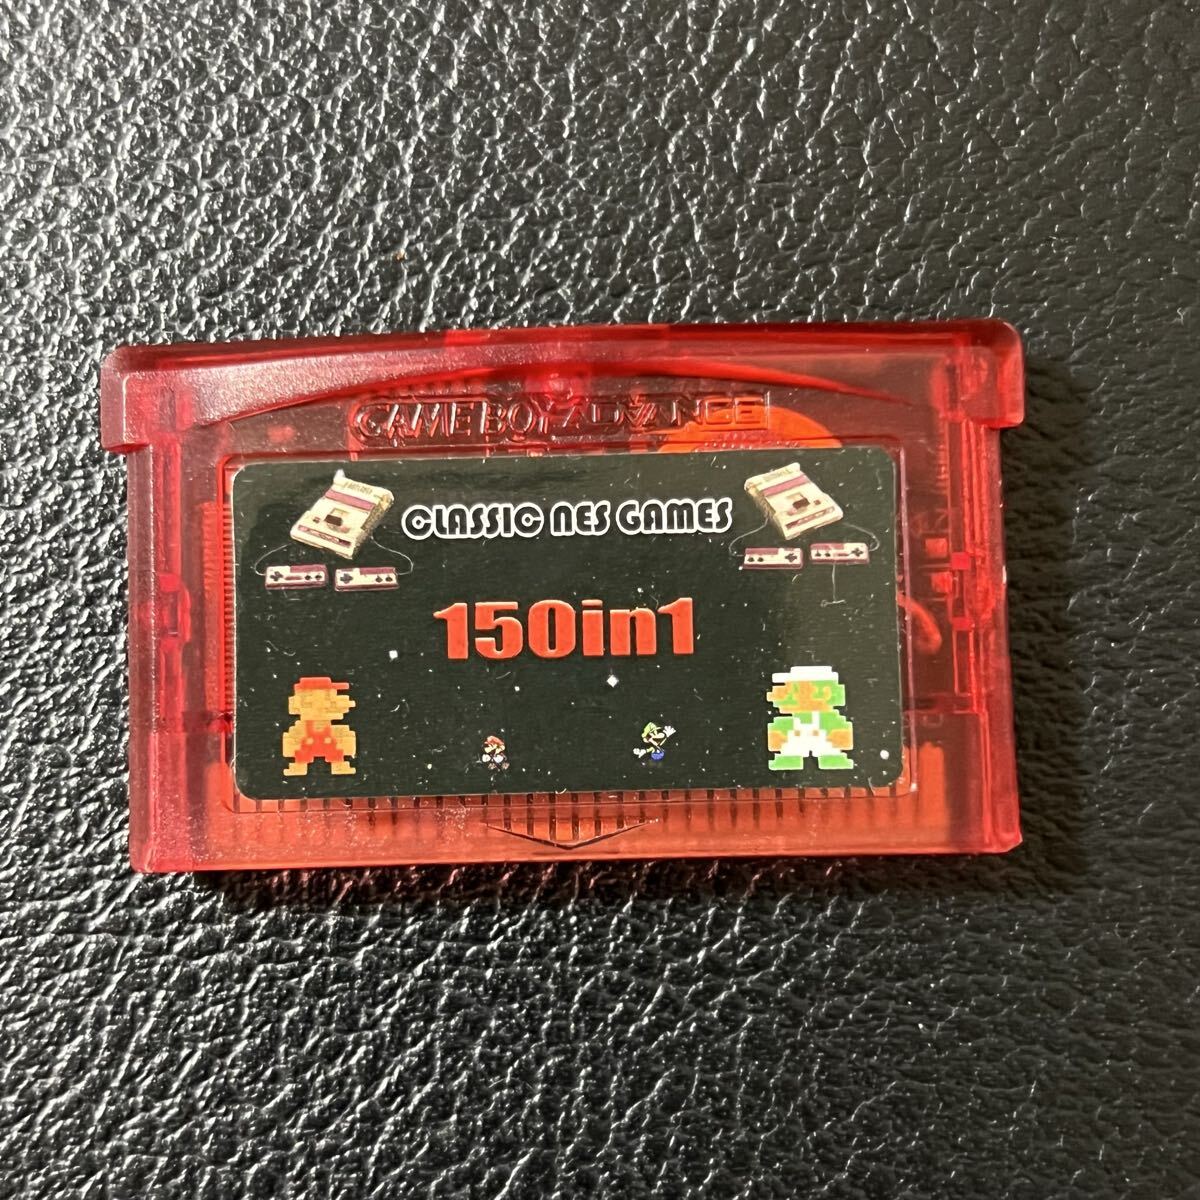 GAME BOY ADVANCE
CLASSIC NES GAMES
150in1